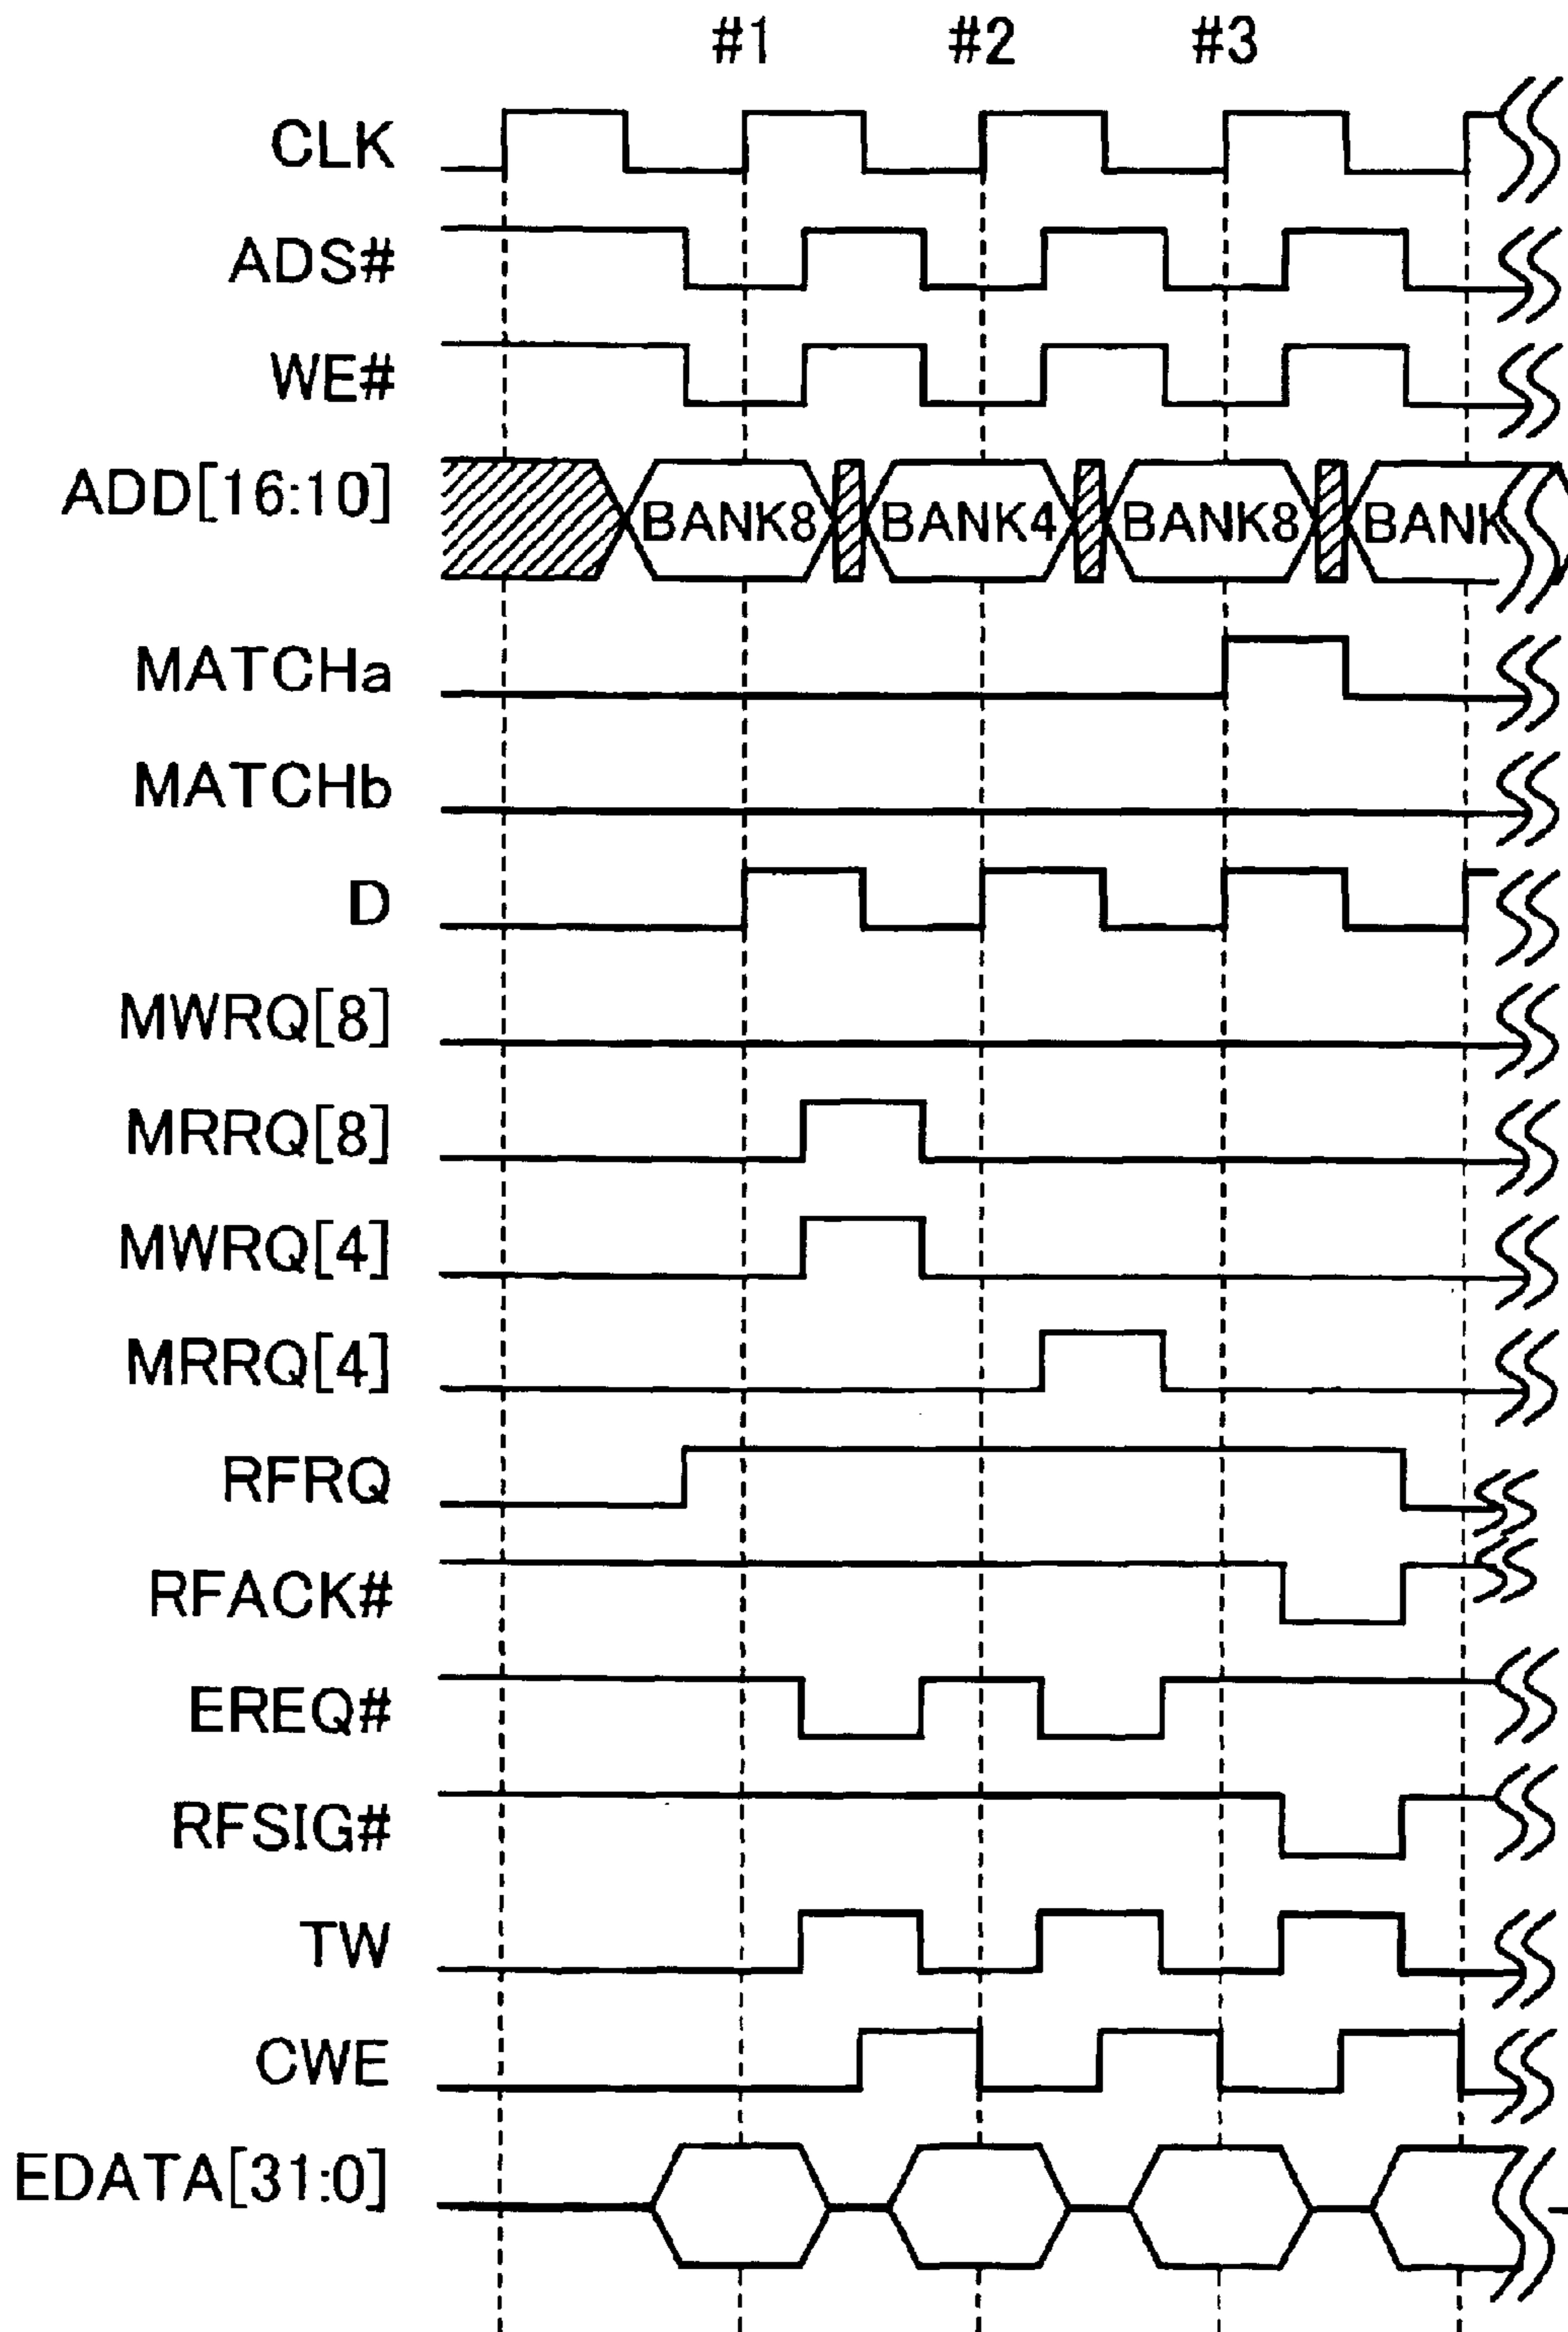 #1 #2 #3
CLK
ADS#
WE#
ADD[16:10] BANK8 BANK4 BANK8 BANK
MATCHa
MATCHb
D
MWRQ[8]
MRRQ[8]
MWRQ[4]
MRRQ[4]
RFRQ
RFACK#
EREQ#
RFSIG#
TW
CWE
EDATA[31:0]